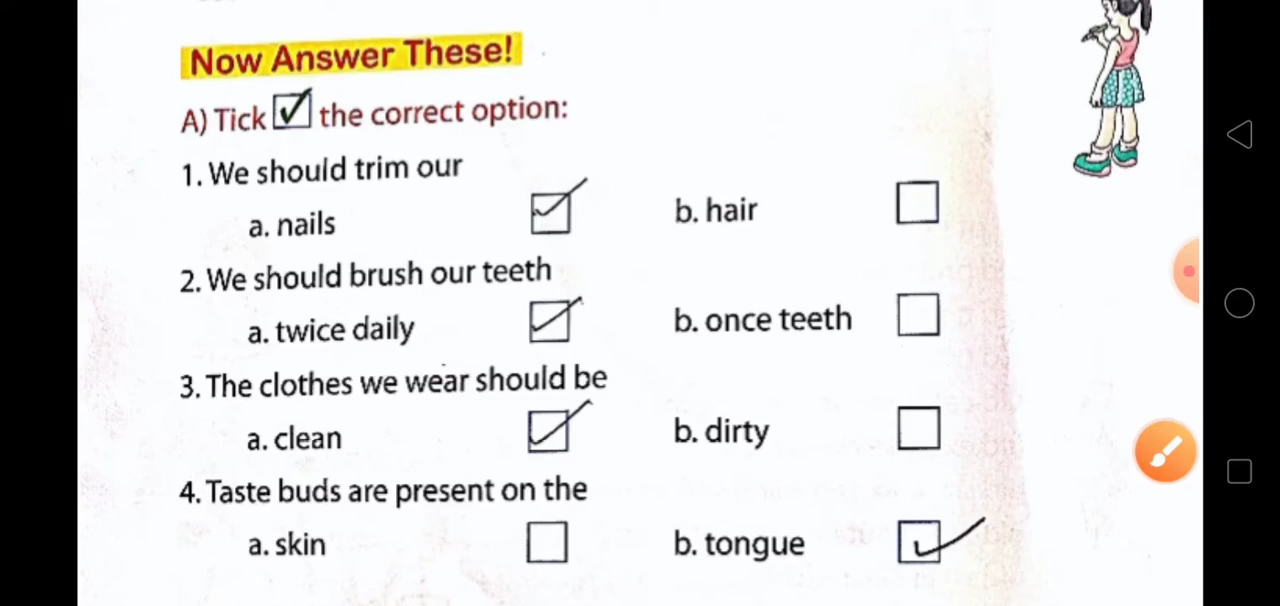 Now Answer These!
A) Tick ☑ the correct option:
1. We should trim our
a. nails ☑ b. hair ☐
2. We should brush our teeth
a. twice daily ☑ b. once teeth ☐
3. The clothes we wear should be
a. clean ☑ b. dirty ☐
4. Taste buds are present on the
a. skin ☐ b. tongue ☑